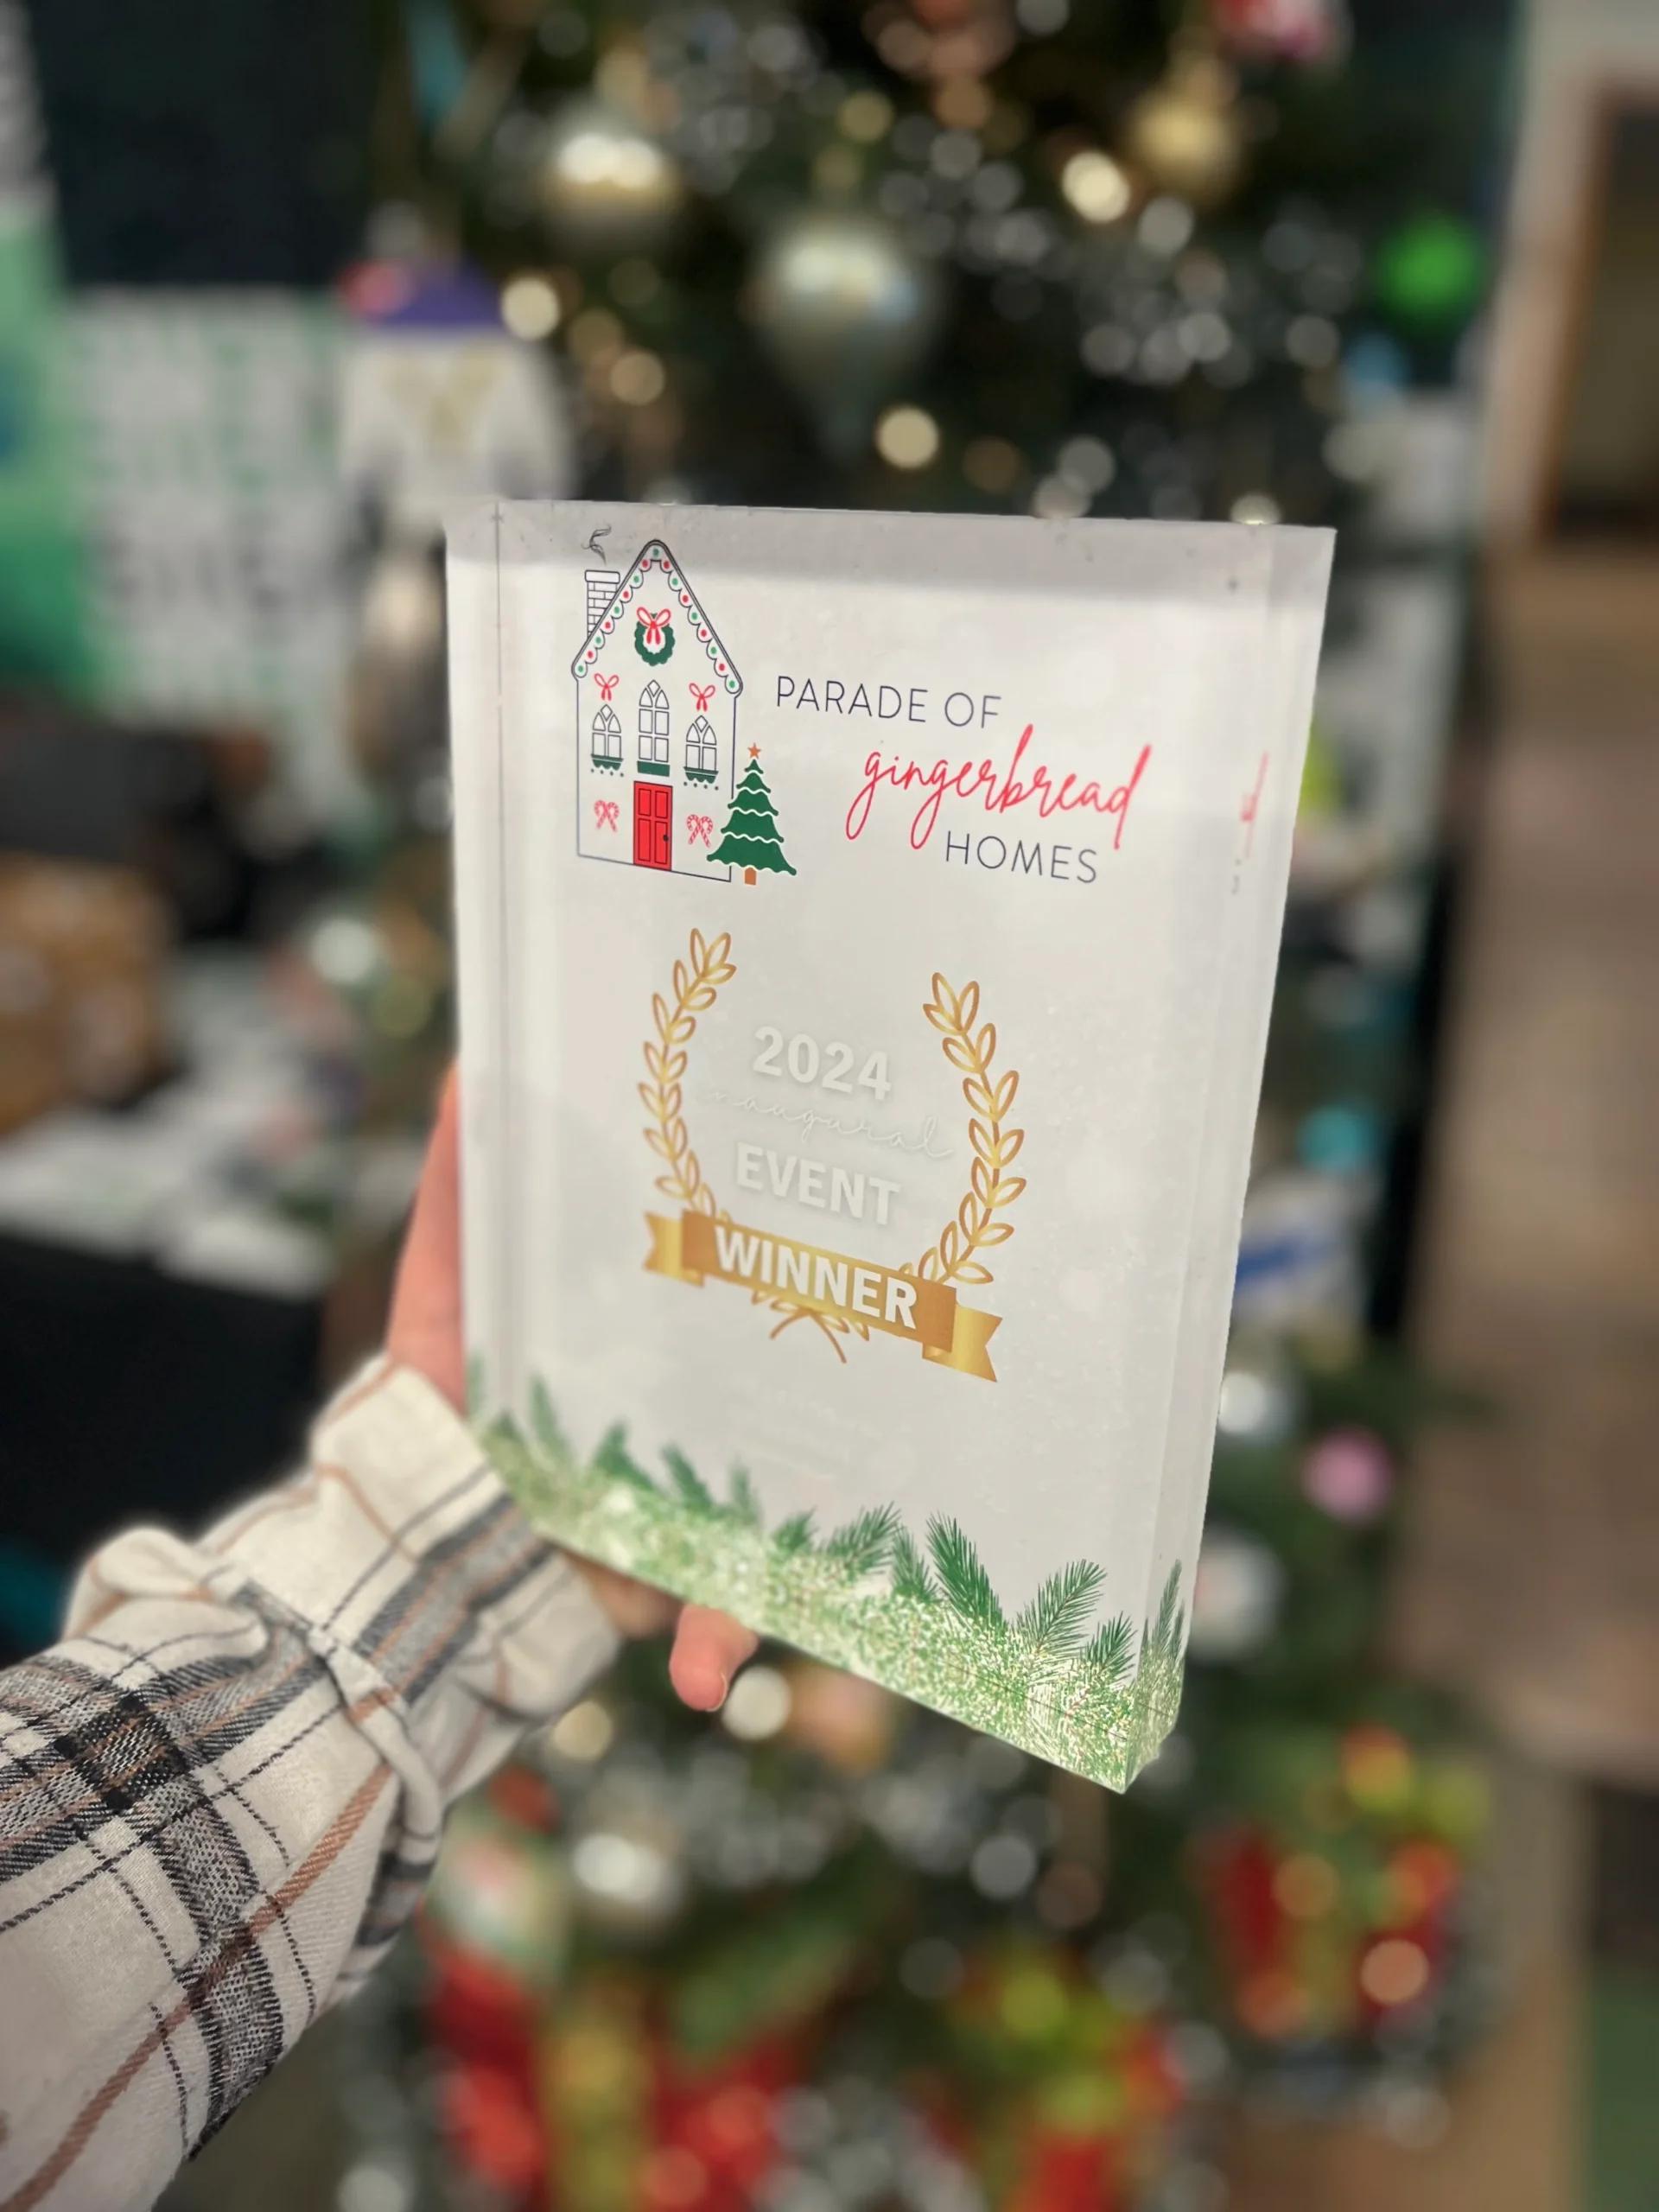 PARADE OF
gingerbread
HOMES
2024
inaugural
EVENT
WINNER